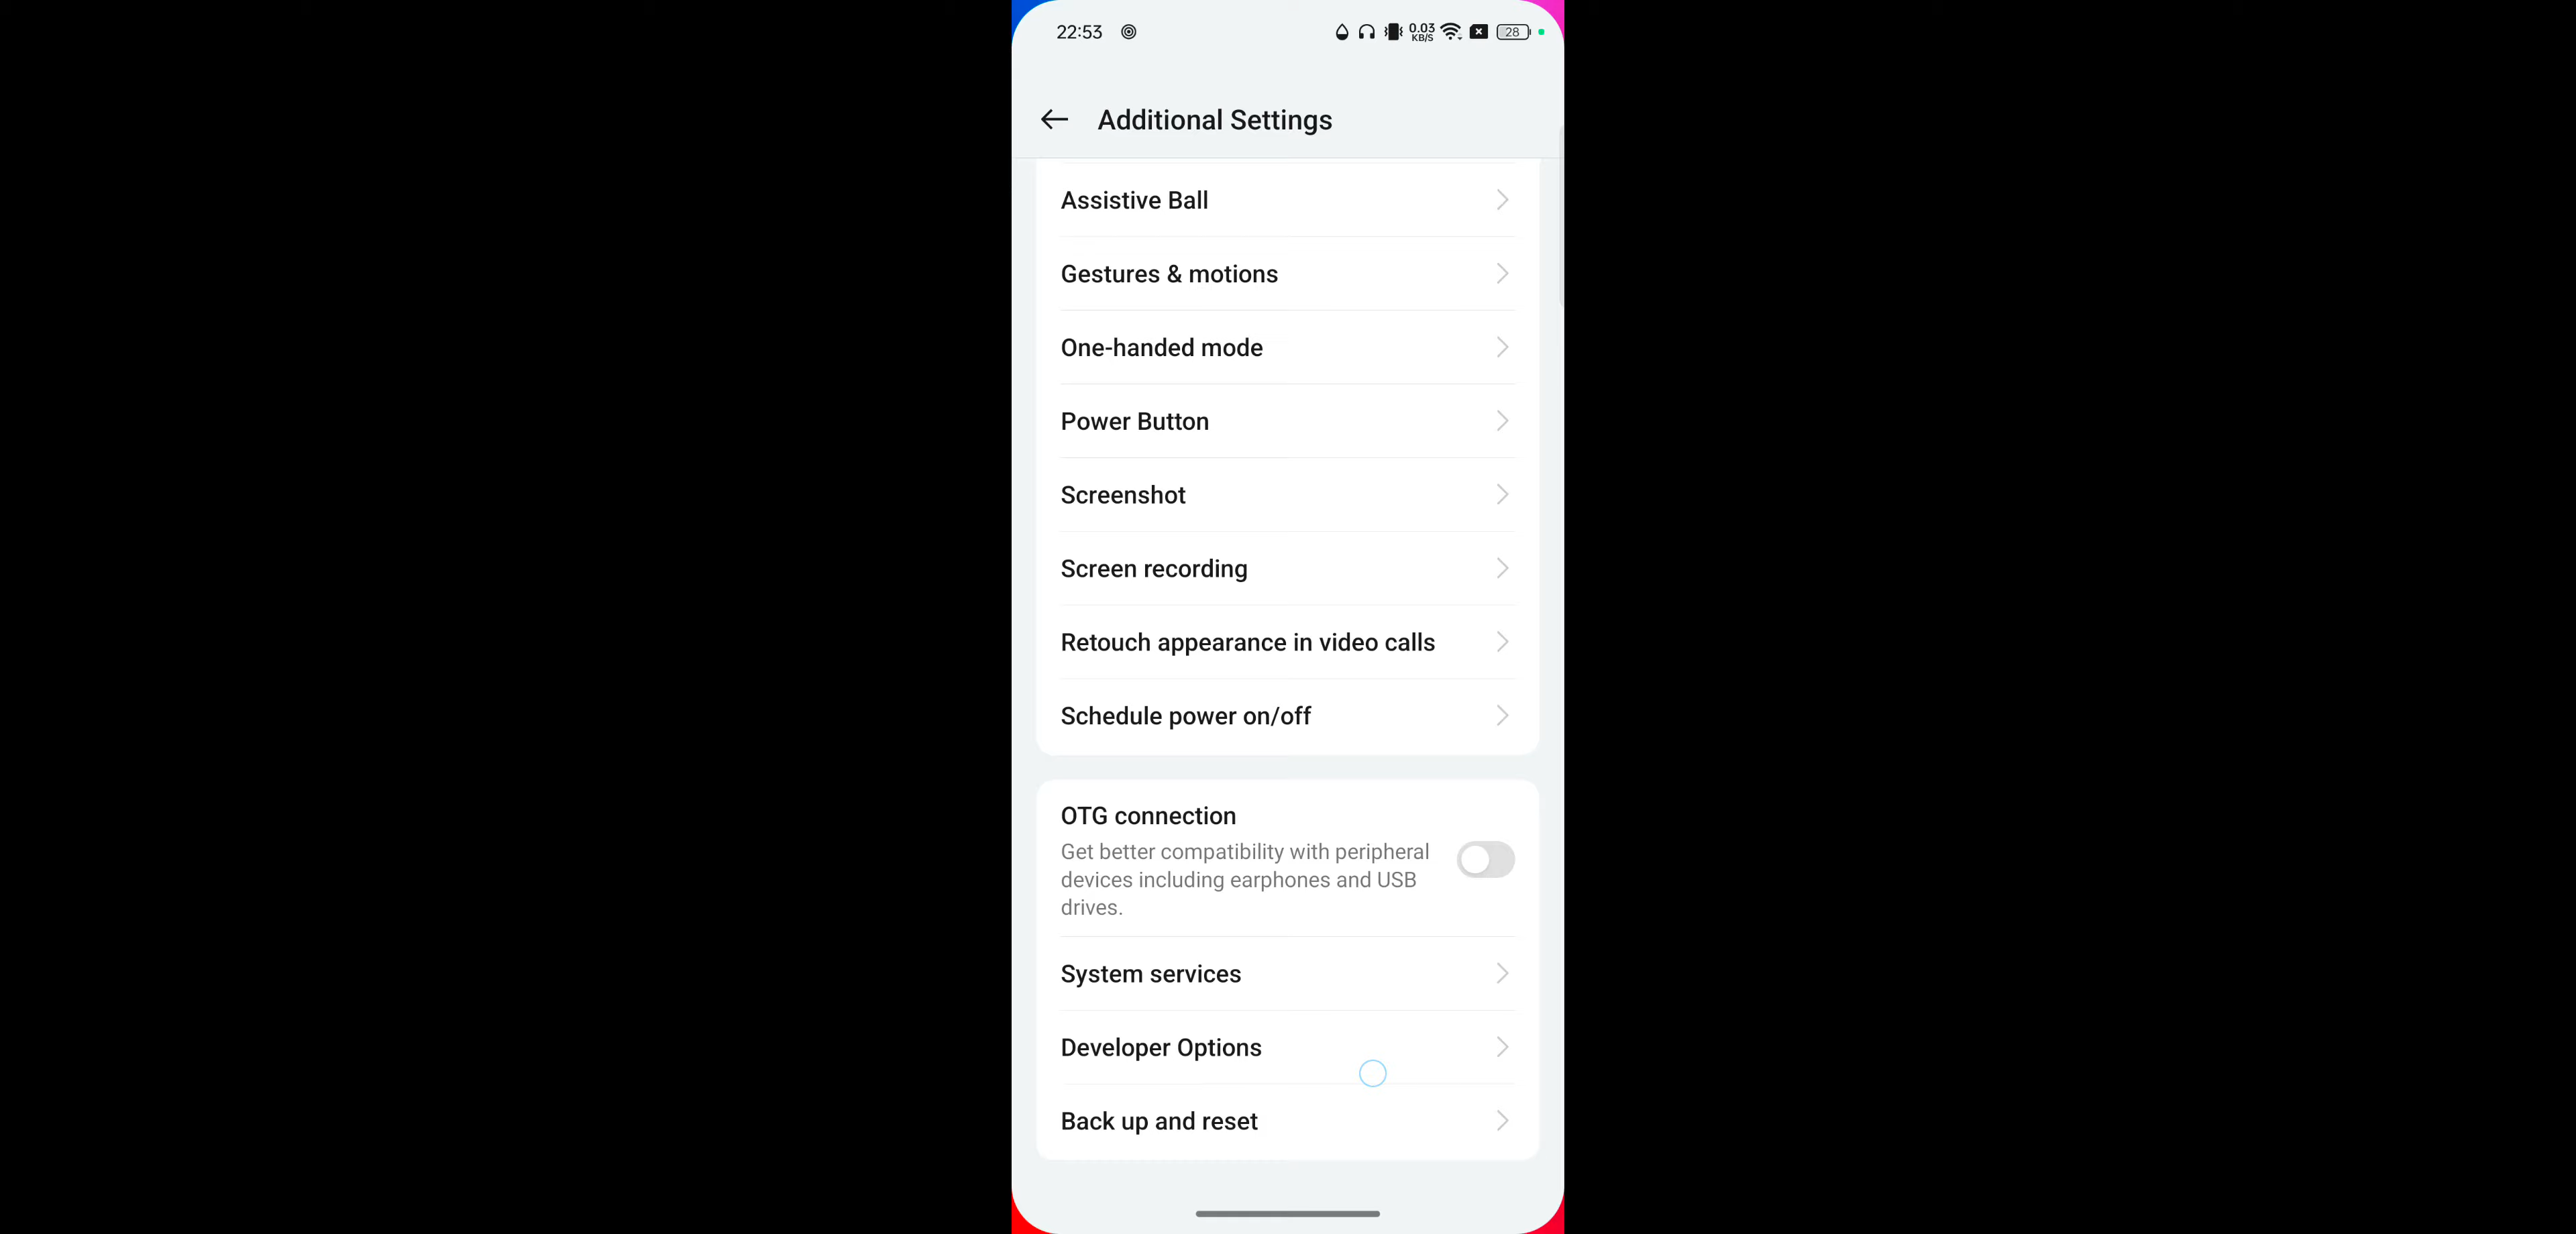 22:53
0.03
KB/S
28
Additional Settings
Assistive Ball
Gestures & motions
One-handed mode
Power Button
Screenshot
Screen recording
Retouch appearance in video calls
Schedule power on/off
OTG connection
Get better compatibility with peripheral
devices including earphones and USB
drives.
System services
Developer Options
Back up and reset